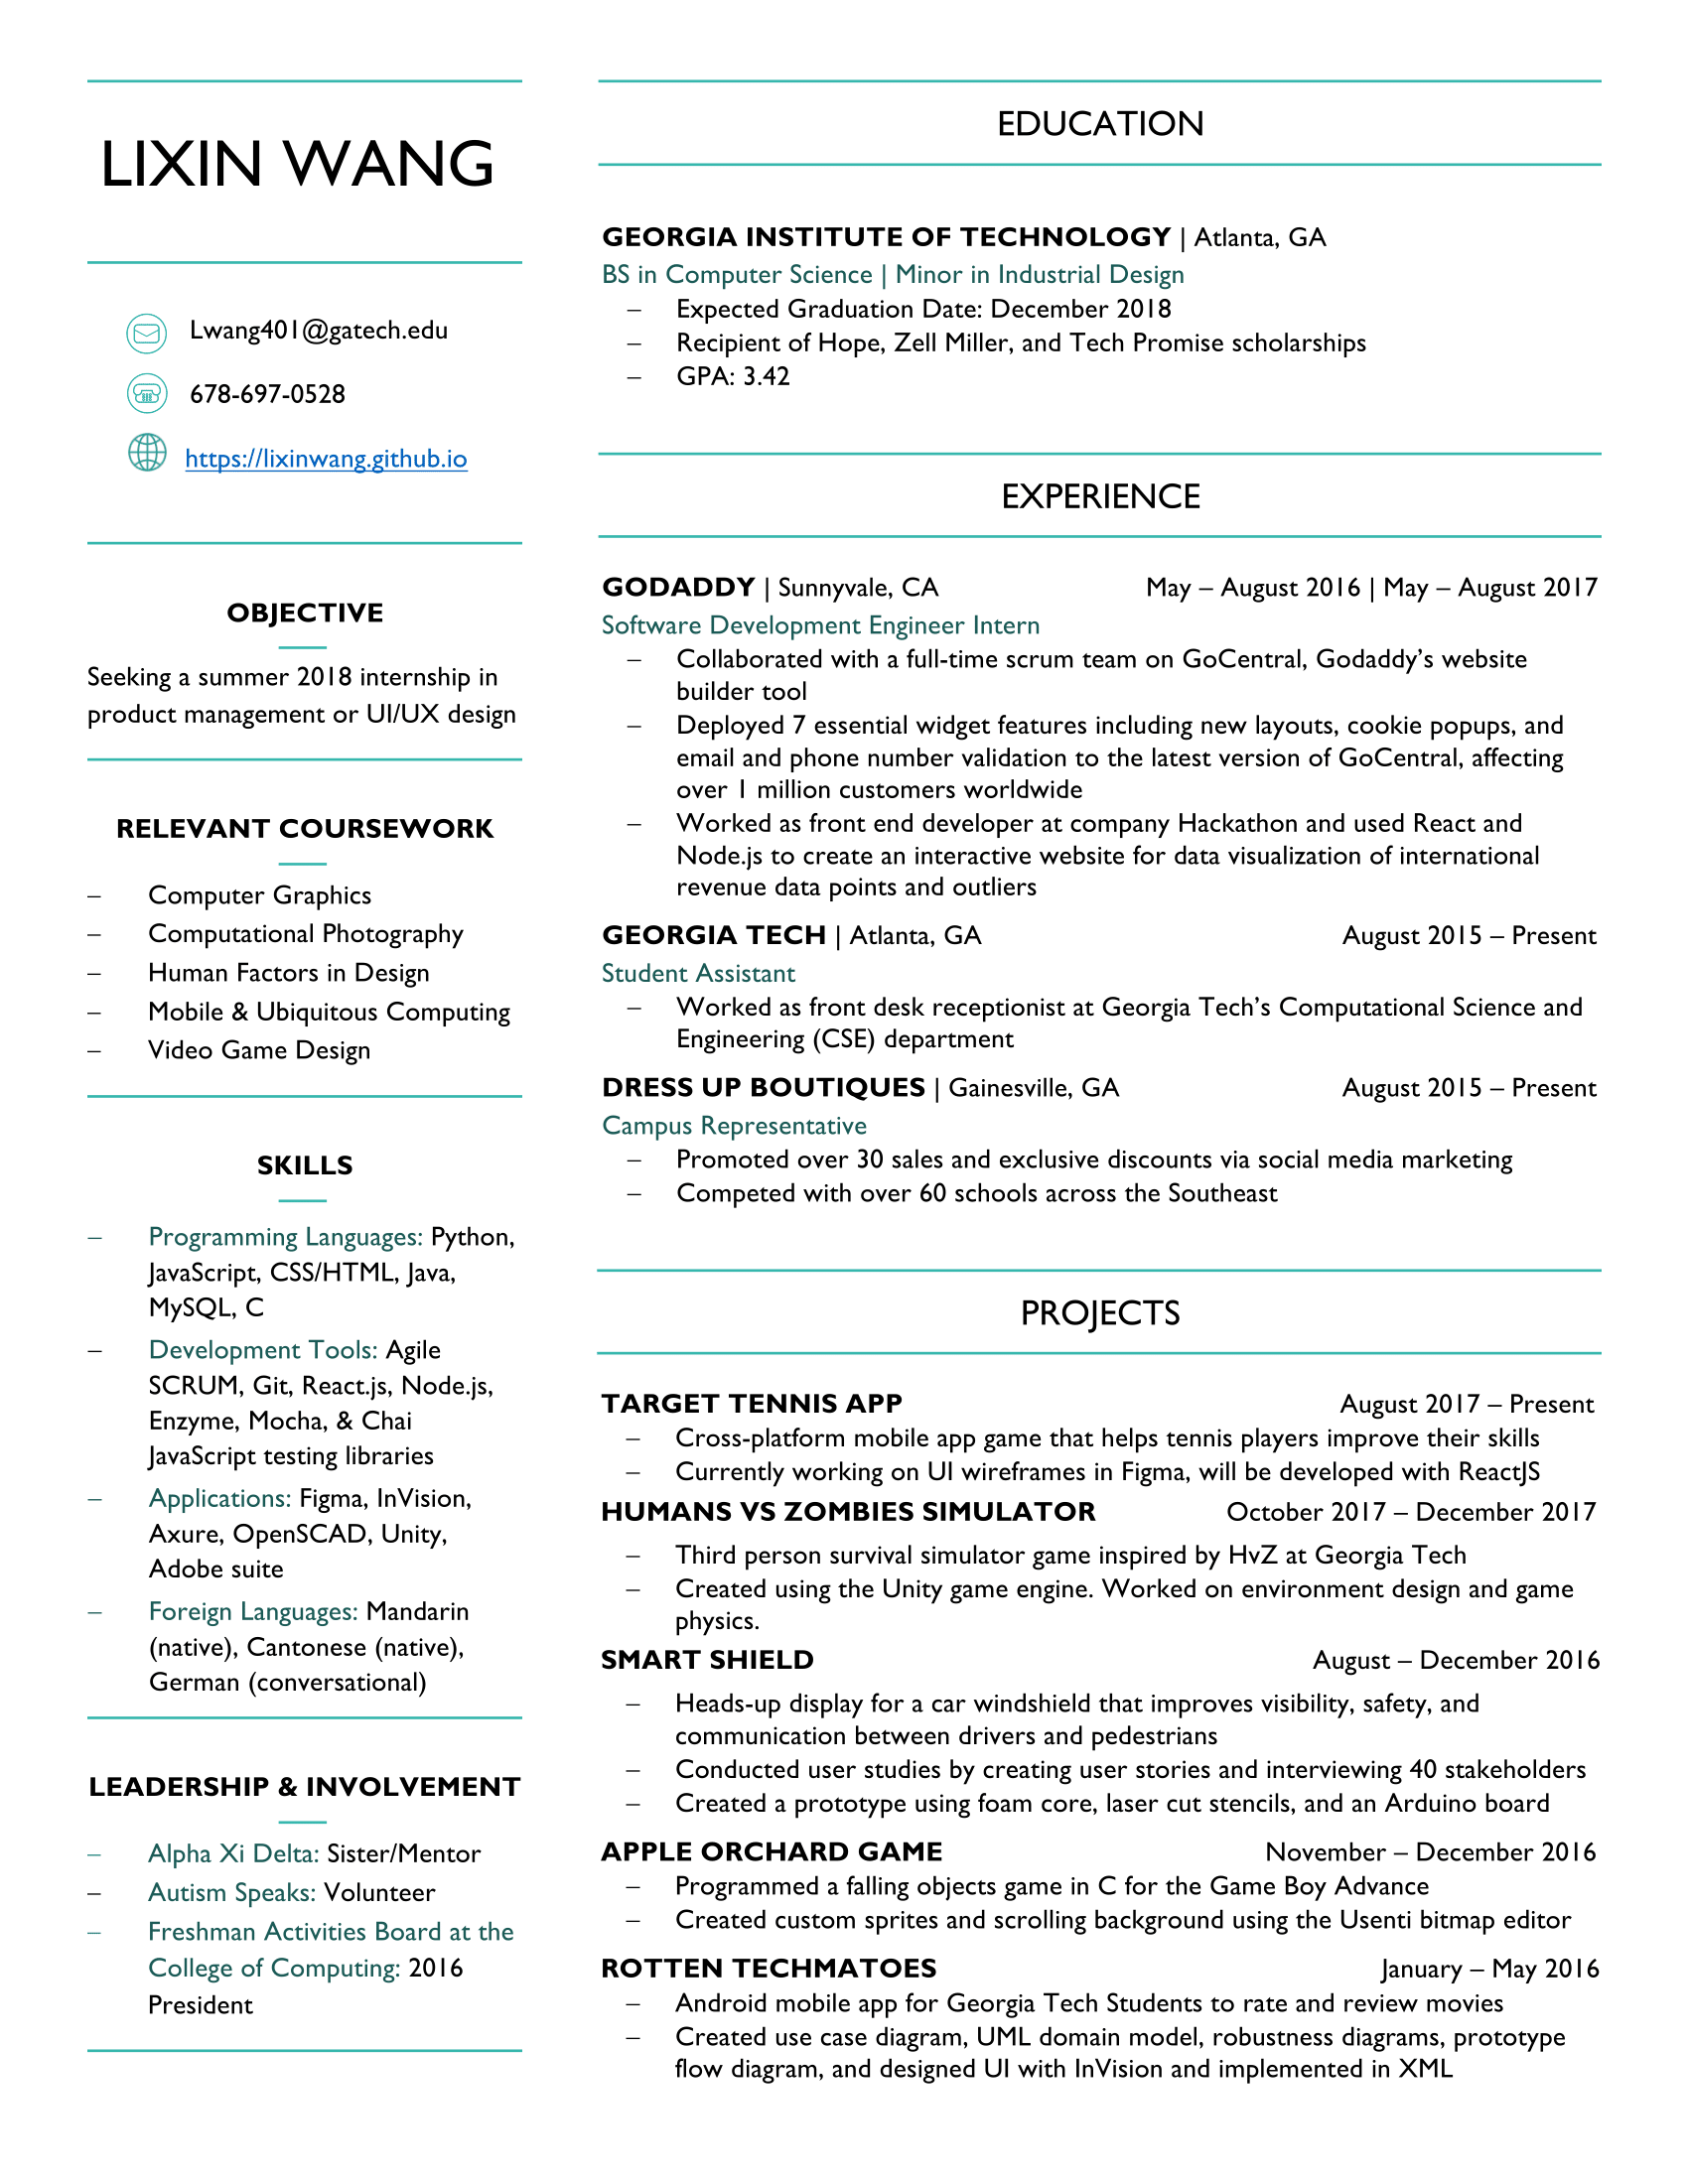 LIXIN WANG
Lwang401@gatech.edu
678-697-0528
https://lixinwang.github.io
OBJECTIVE
Seeking a summer 2018 internship in
product management or UI/UX design
RELEVANT COURSEWORK
– Computer Graphics
– Computational Photography
– Human Factors in Design
– Mobile & Ubiquitous Computing
– Video Game Design
SKILLS
– Programming Languages: Python,
JavaScript, CSS/HTML, Java,
MySQL, C
– Development Tools: Agile
SCRUM, Git, React.js, Node.js,
Enzyme, Mocha, & Chai
JavaScript testing libraries
– Applications: Figma, InVision,
Axure, OpenSCAD, Unity,
Adobe suite
– Foreign Languages: Mandarin
(native), Cantonese (native),
German (conversational)
LEADERSHIP & INVOLVEMENT
– Alpha Xi Delta: Sister/Mentor
– Autism Speaks: Volunteer
– Freshman Activities Board at the
College of Computing: 2016
President
EDUCATION
GEORGIA INSTITUTE OF TECHNOLOGY | Atlanta, GA
BS in Computer Science | Minor in Industrial Design
– Expected Graduation Date: December 2018
– Recipient of Hope, Zell Miller, and Tech Promise scholarships
– GPA: 3.42
EXPERIENCE
GODADDY | Sunnyvale, CA May – August 2016 | May – August 2017
Software Development Engineer Intern
– Collaborated with a full-time scrum team on GoCentral, Godaddy’s website
builder tool
– Deployed 7 essential widget features including new layouts, cookie popups, and
email and phone number validation to the latest version of GoCentral, affecting
over 1 million customers worldwide
– Worked as front end developer at company Hackathon and used React and
Node.js to create an interactive website for data visualization of international
revenue data points and outliers
GEORGIA TECH | Atlanta, GA August 2015 – Present
Student Assistant
– Worked as front desk receptionist at Georgia Tech’s Computational Science and
Engineering (CSE) department
DRESS UP BOUTIQUES | Gainesville, GA August 2015 – Present
Campus Representative
– Promoted over 30 sales and exclusive discounts via social media marketing
– Competed with over 60 schools across the Southeast
PROJECTS
TARGET TENNIS APP August 2017 – Present
– Cross-platform mobile app game that helps tennis players improve their skills
– Currently working on UI wireframes in Figma, will be developed with ReactJS
HUMANS VS ZOMBIES SIMULATOR October 2017 – December 2017
– Third person survival simulator game inspired by HvZ at Georgia Tech
– Created using the Unity game engine. Worked on environment design and game
physics.
SMART SHIELD August – December 2016
– Heads-up display for a car windshield that improves visibility, safety, and
communication between drivers and pedestrians
– Conducted user studies by creating user stories and interviewing 40 stakeholders
– Created a prototype using foam core, laser cut stencils, and an Arduino board
APPLE ORCHARD GAME November – December 2016
– Programmed a falling objects game in C for the Game Boy Advance
– Created custom sprites and scrolling background using the Usenti bitmap editor
ROTTEN TECHMATOES January – May 2016
– Android mobile app for Georgia Tech Students to rate and review movies
– Created use case diagram, UML domain model, robustness diagrams, prototype
flow diagram, and designed UI with InVision and implemented in XML